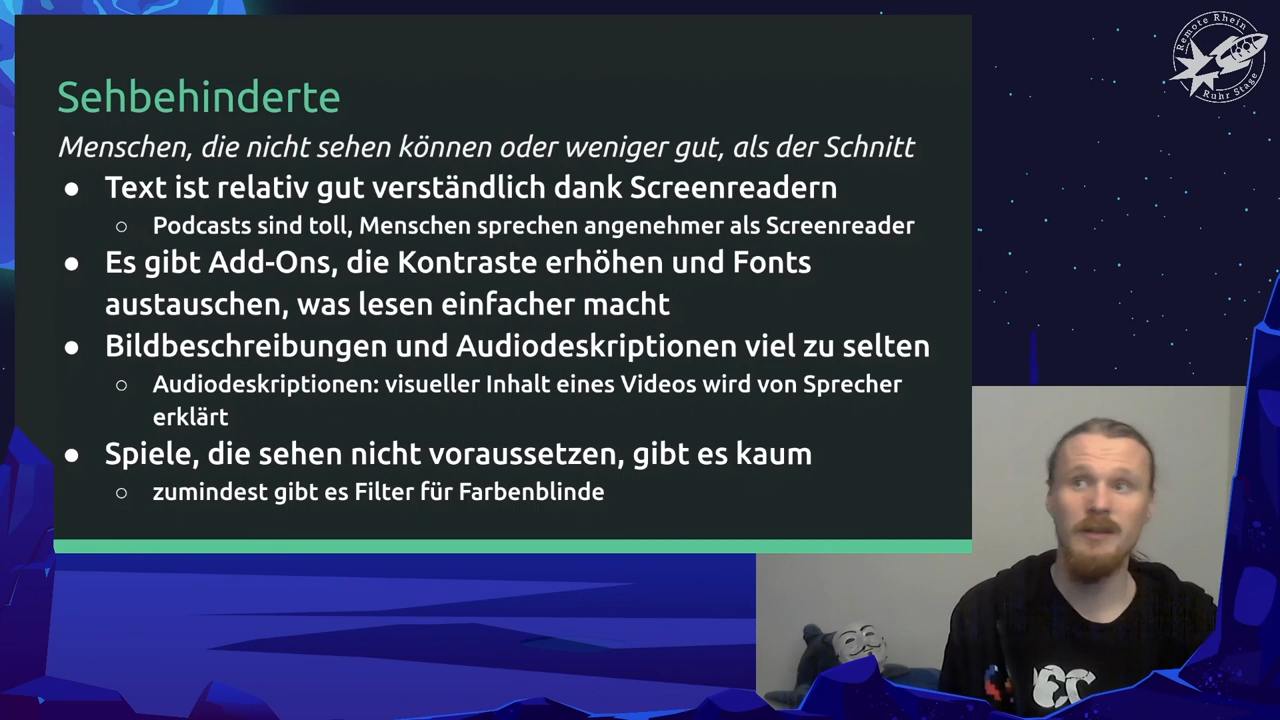 Sehbehinderte
Menschen, die nicht sehen können oder weniger gut, als der Schnitt
● Text ist relativ gut verständlich dank Screenreadern
○ Podcasts sind toll, Menschen sprechen angenehmer als Screenreader
● Es gibt Add-Ons, die Kontraste erhöhen und Fonts
austauschen, was lesen einfacher macht
● Bildbeschreibungen und Audiodeskriptionen viel zu selten
○ Audiodeskriptionen: visueller Inhalt eines Videos wird von Sprecher
erklärt
● Spiele, die sehen nicht voraussetzen, gibt es kaum
○ zumindest gibt es Filter für Farbenblinde
Remote Rhein
Ruhr Stage